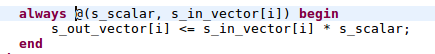 always @(s_scalar, s_in_vector[i]) begin
s_out_vector[i] <= s_in_vector[i] * s_scalar;
end